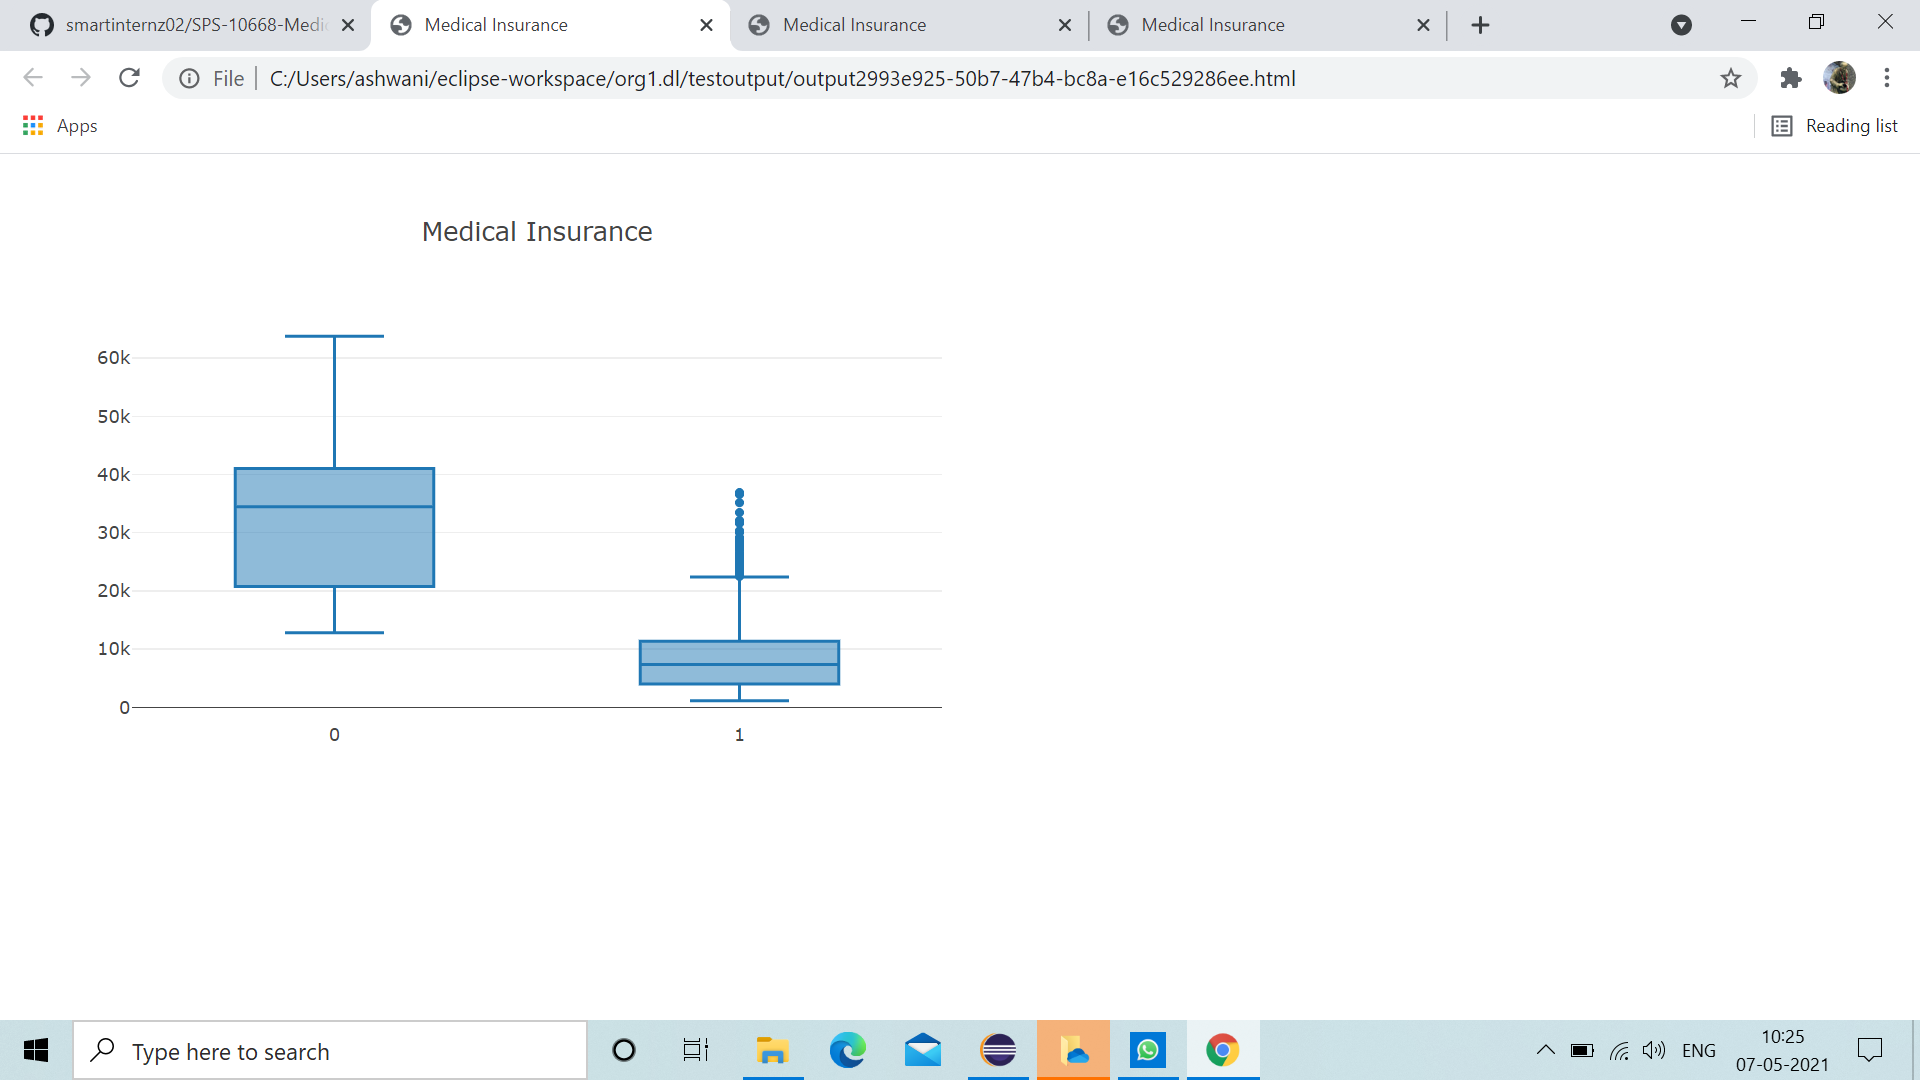 smartinternz02/SPS-10668-Medic
Medical Insurance
Medical Insurance
Medical Insurance
File
C:/Users/ashwani/eclipse-workspace/org1.dl/testoutput/output2993e925-50b7-47b4-bc8a-e16c529286ee.html
Apps
Reading list
Medical Insurance
60k
50k
40k
30k
20k
10k
0
0
1
Type here to search
ENG
10:25
07-05-2021